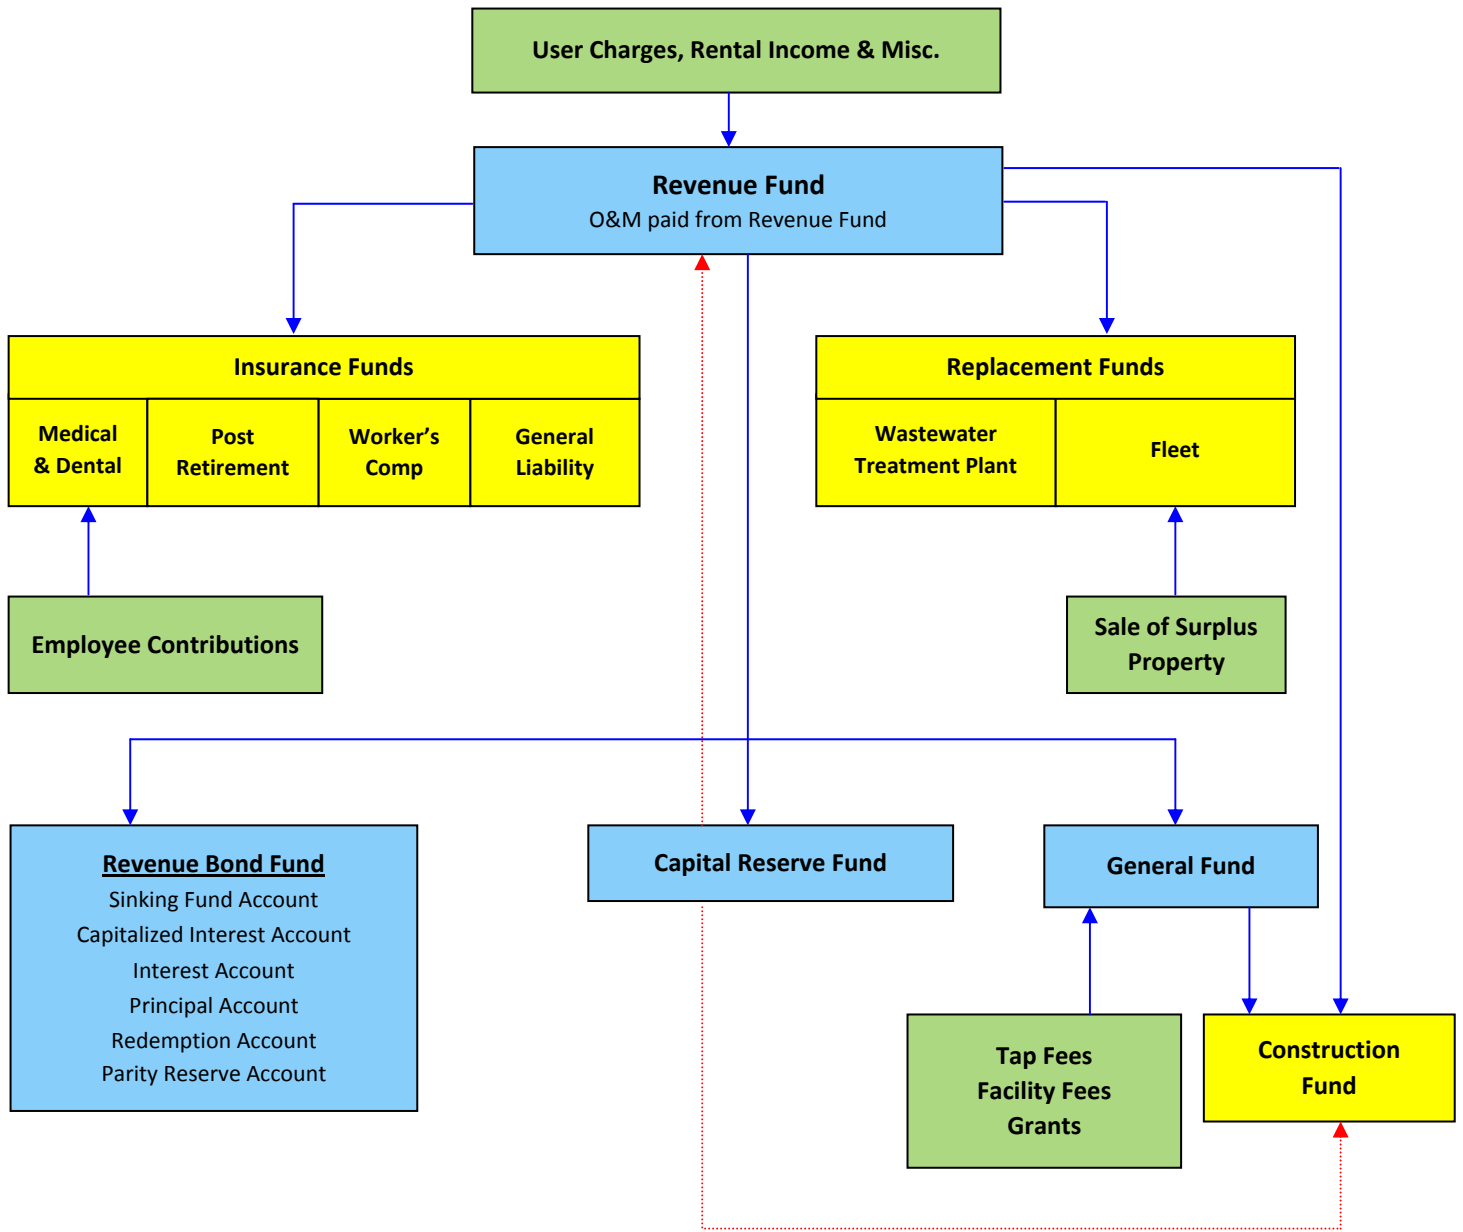 User Charges, Rental Income & Misc.
Revenue Fund
O&M paid from Revenue Fund
Insurance Funds
Medical
& Dental
Post
Retirement
Worker’s
Comp
General
Liability
Replacement Funds
Wastewater
Treatment Plant
Fleet
Employee Contributions
Sale of Surplus
Property
Revenue Bond Fund
Sinking Fund Account
Capitalized Interest Account
Interest Account
Principal Account
Redemption Account
Parity Reserve Account
Capital Reserve Fund
General Fund
Tap Fees
Facility Fees
Grants
Construction
Fund